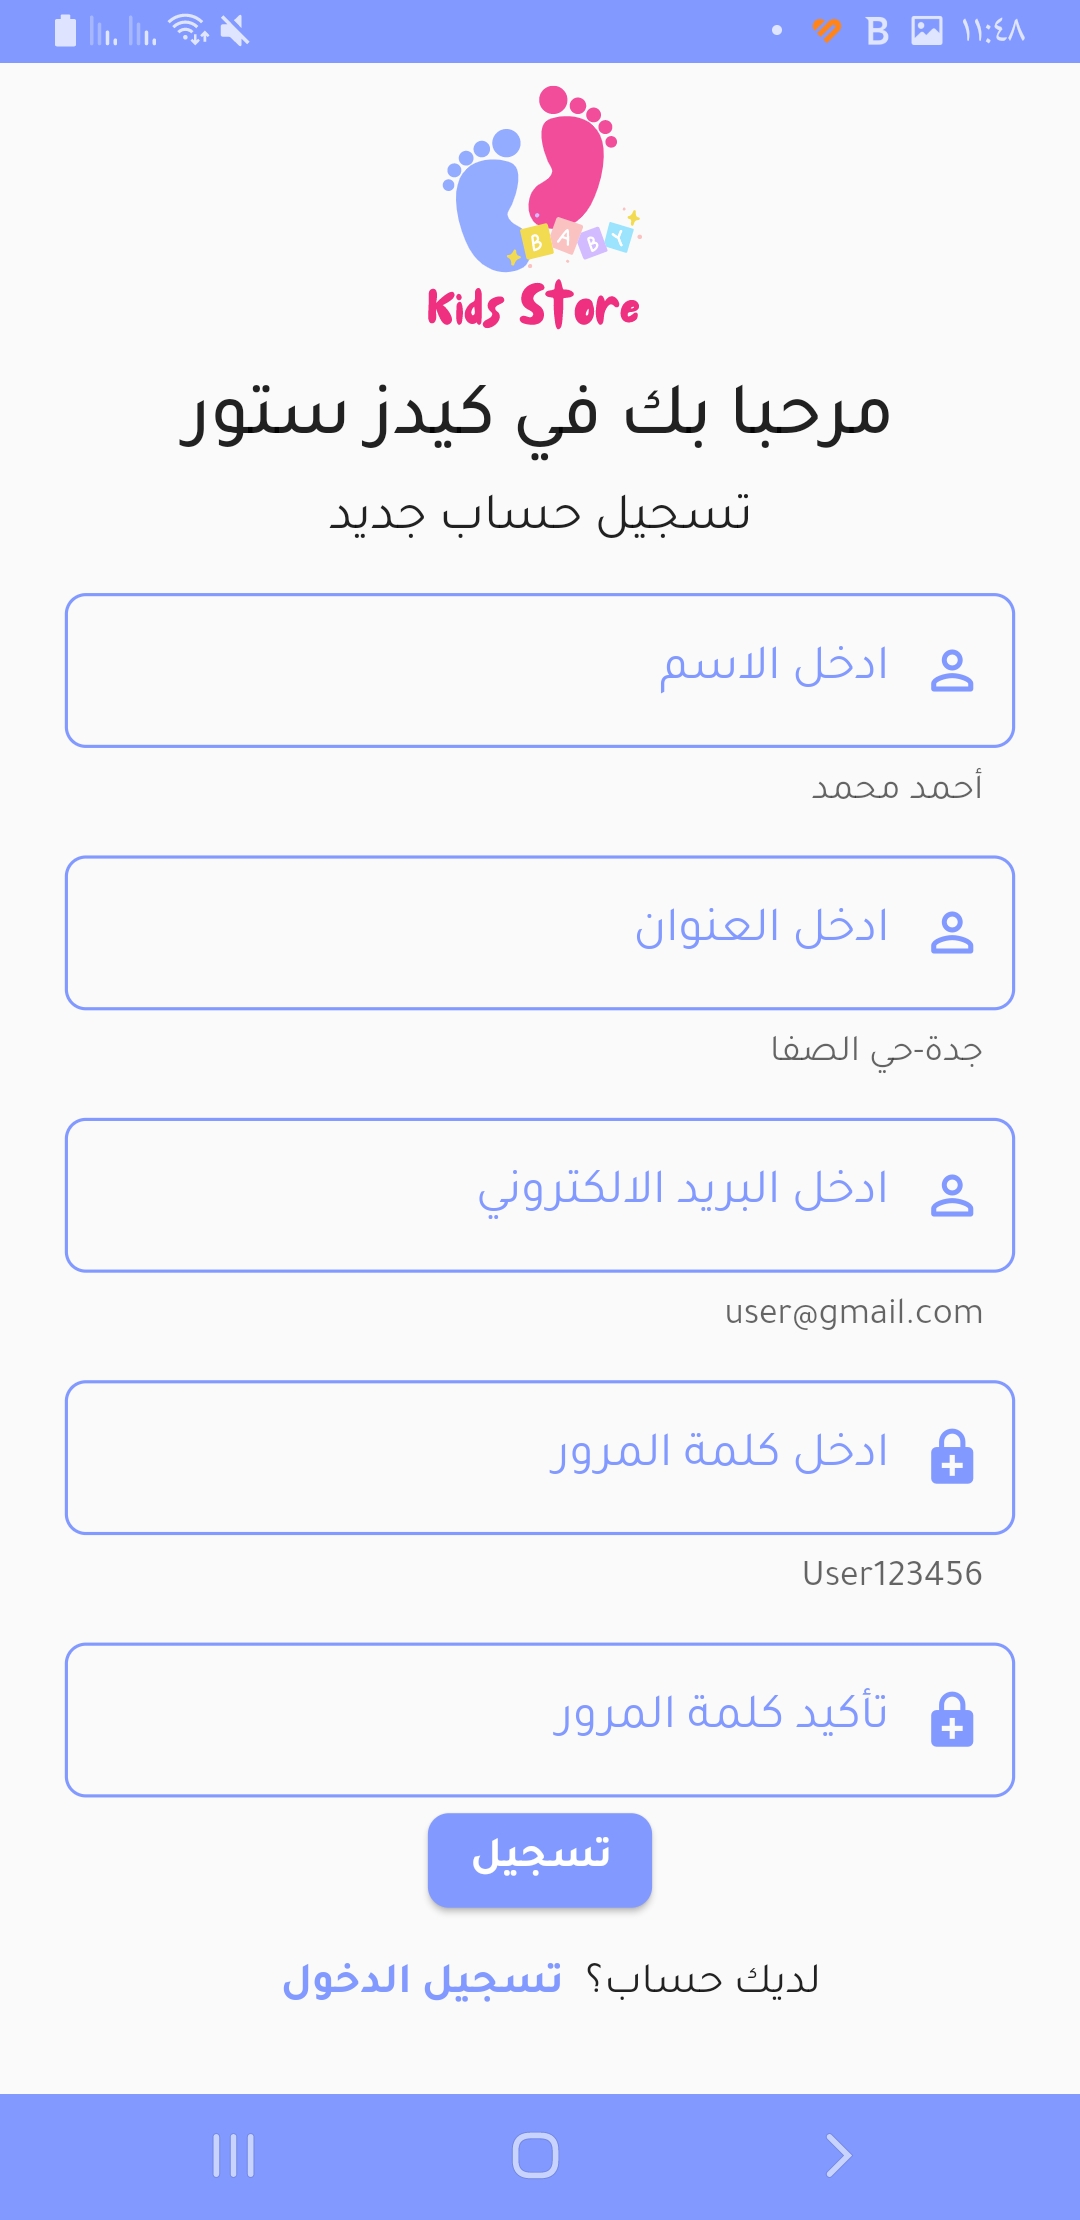 ١١:٤٨
B A B Y
Kids Store
مرحبا بك في كيدز ستور
تسجيل حساب جديد
ادخل الاسم
أحمد محمد
ادخل العنوان
جدة-حي الصفا
ادخل البريد الالكتروني
user@gmail.com
ادخل كلمة المرور
User123456
تأكيد كلمة المرور
تسجيل
لديك حساب؟ تسجيل الدخول